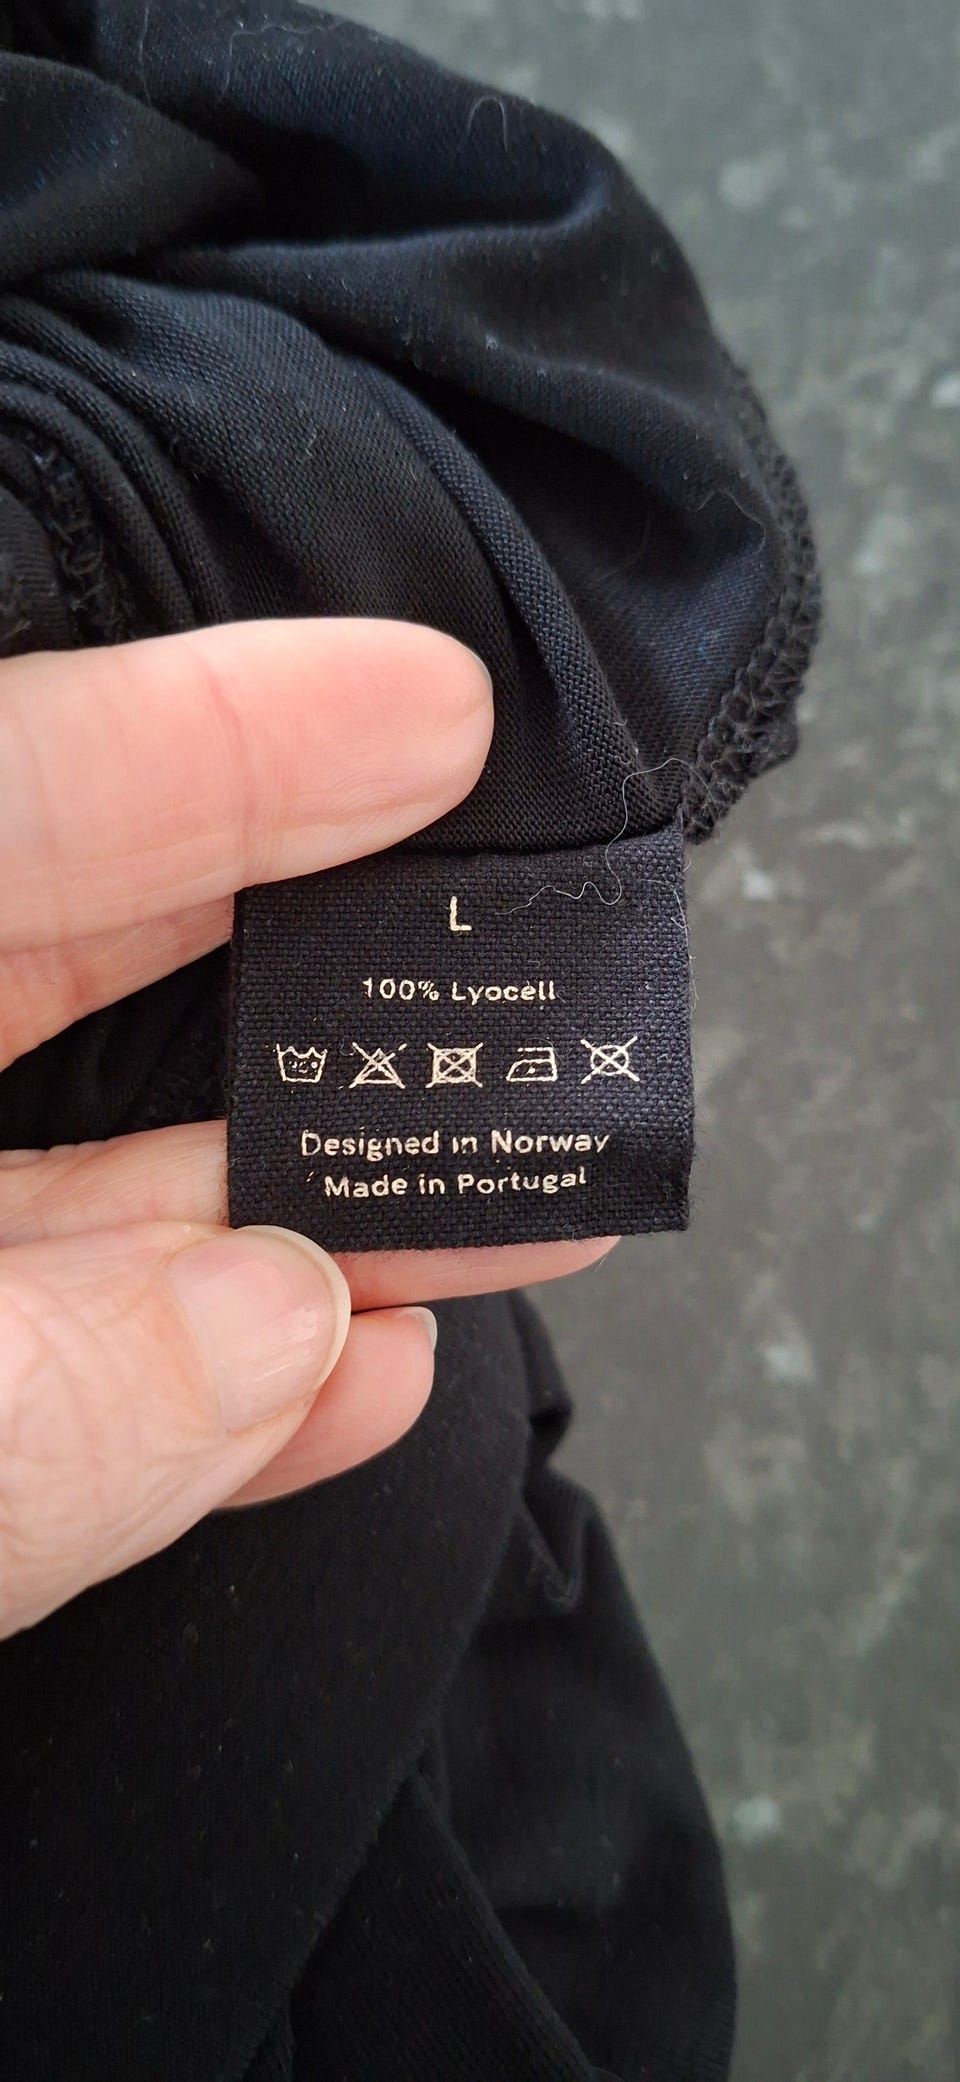 L
100% Lyocell
Designed in Norway
Made in Portugal